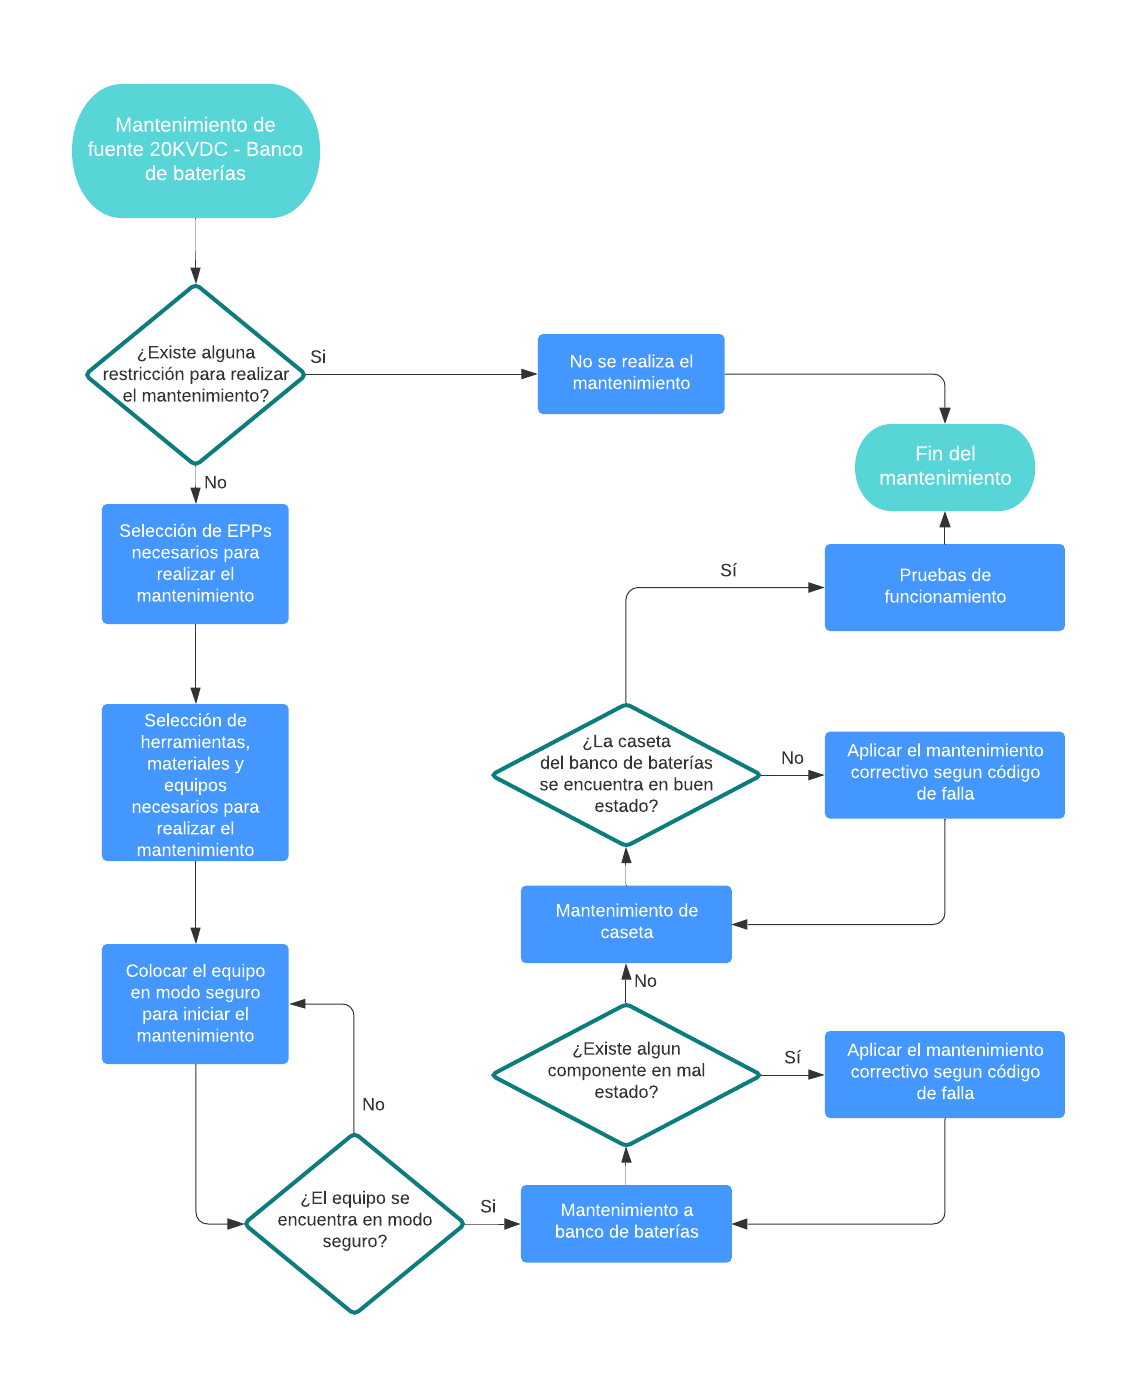 Mantenimiento de
fuente 20KVDC - Banco
de baterías
¿Existe alguna
restricción para realizar
el mantenimiento?
Si
No se realiza el
mantenimiento
Fin del
mantenimiento
No
Selección de EPPs
necesarios para
realizar el
mantenimiento
Selección de
herramientas,
materiales y
equipos
necesarios para
realizar el
mantenimiento
Colocar el equipo
en modo seguro
para iniciar el
mantenimiento
No
¿El equipo se
encuentra en modo
seguro?
Si
Mantenimiento a
banco de baterías
¿Existe algun
componente en mal
estado?
Sí
Aplicar el mantenimiento
correctivo segun código
de falla
No
Mantenimiento de
caseta
¿La caseta
del banco de baterías
se encuentra en buen
estado?
No
Aplicar el mantenimiento
correctivo segun código
de falla
Sí
Pruebas de
funcionamiento